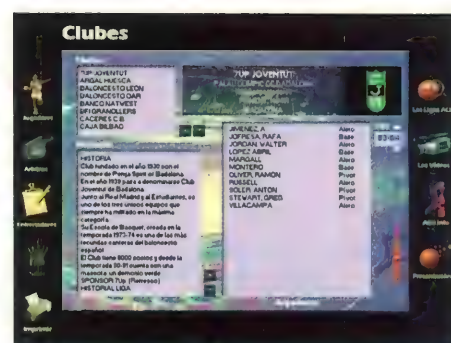 Clubes
7UP JOVENTUT
ARGAL HUESCA
BALONCESTO LEON
BALONCESTO OAR
BANCO NATWEST
BFI GRANOLLERS
CACERES C.B.
CAJA BILBAO
7UP JOVENTUT
JIMENEZ, A Alero
JOFRESA, RAFA Base
JORDAN, WALTER Alero
LOPEZ ABRIL Base
MARGALL Alero
MONTERO Base
OLIVER, RAMON Pivot
RUSSELL Alero
SOLER, ANTON Pivot
STEWART, GREG Pivot
VILLACAMPA Alero
83/84
HISTORIA
Club fundado en el año 1930 con el
nombre de Penya Spirit of Badalona.
En el año 1939 pasa a denominarse Club
Joventut de Badalona.
Junto al Real Madrid y al Estudiantes, es
uno de los tres únicos equipos que
siempre ha militado en la máxima
categoría.
Su Escuela de Basquet, creada en la
temporada 1973-74 es una de las más
fecundas canteras del baloncesto
español.
El Club tiene 9000 socios y desde la
temporada 90-91 cuenta con una
mascota: un demonio verde
SPONSOR: 7Up (Refresco)
HISTORIAL LIGA
Jugadores
Arbitros
Entrenadores
Imprimir
Las Ligas ACB
Los Videos
Presentación